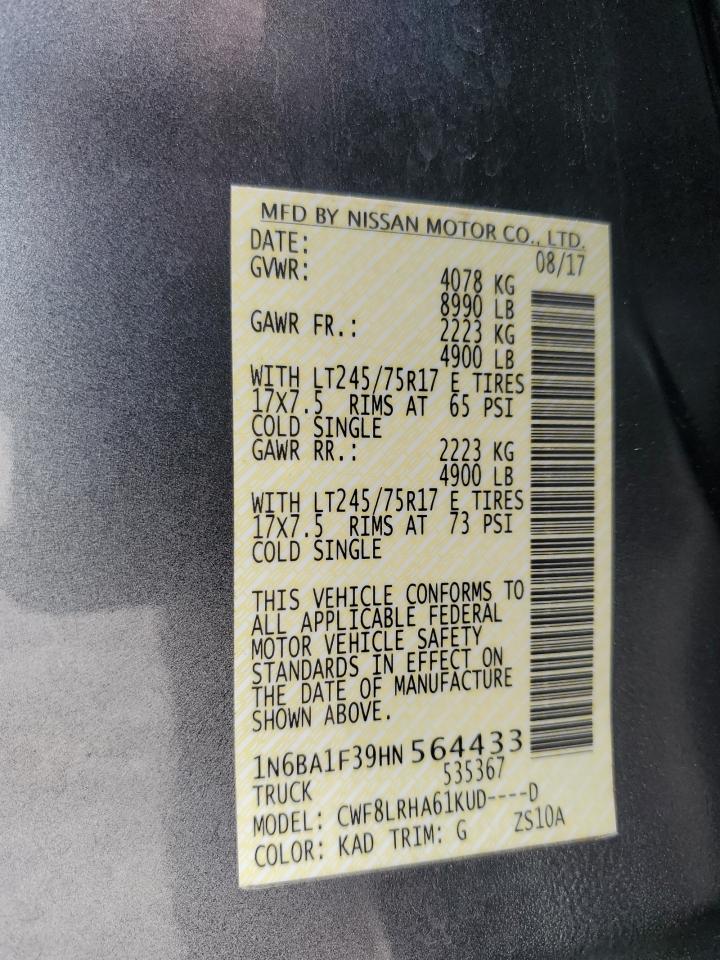 MFD BY NISSAN MOTOR CO., LTD.
DATE: 08/17
GVWR: 4078 KG
8990 LB
GAWR FR.: 2223 KG
4900 LB
WITH LT245/75R17 E TIRES
17X7.5 RIMS AT 65 PSI
COLD SINGLE
GAWR RR.: 2223 KG
4900 LB
WITH LT245/75R17 E TIRES
17X7.5 RIMS AT 73 PSI
COLD SINGLE
THIS VEHICLE CONFORMS TO
ALL APPLICABLE FEDERAL
MOTOR VEHICLE SAFETY
STANDARDS IN EFFECT ON
THE DATE OF MANUFACTURE
SHOWN ABOVE.
1N6BA1F39HN 564433
TRUCK 535367
MODEL: CWF8LRHA61KUD----D
COLOR: KAD TRIM: G ZS10A